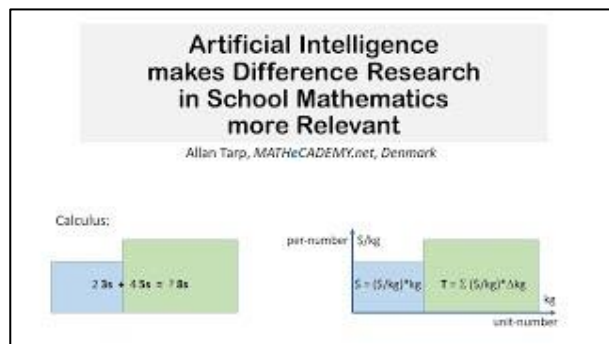 Artificial Intelligence
makes Difference Research
in School Mathematics
more Relevant
Allan Tarp, MATHeCADEMY.net, Denmark
Calculus:
2 3s + 4 5s = ? 8s
per-number
$/kg
$ = ($/kg)*kg
T = Σ ($/kg)*Δkg
kg
unit-number